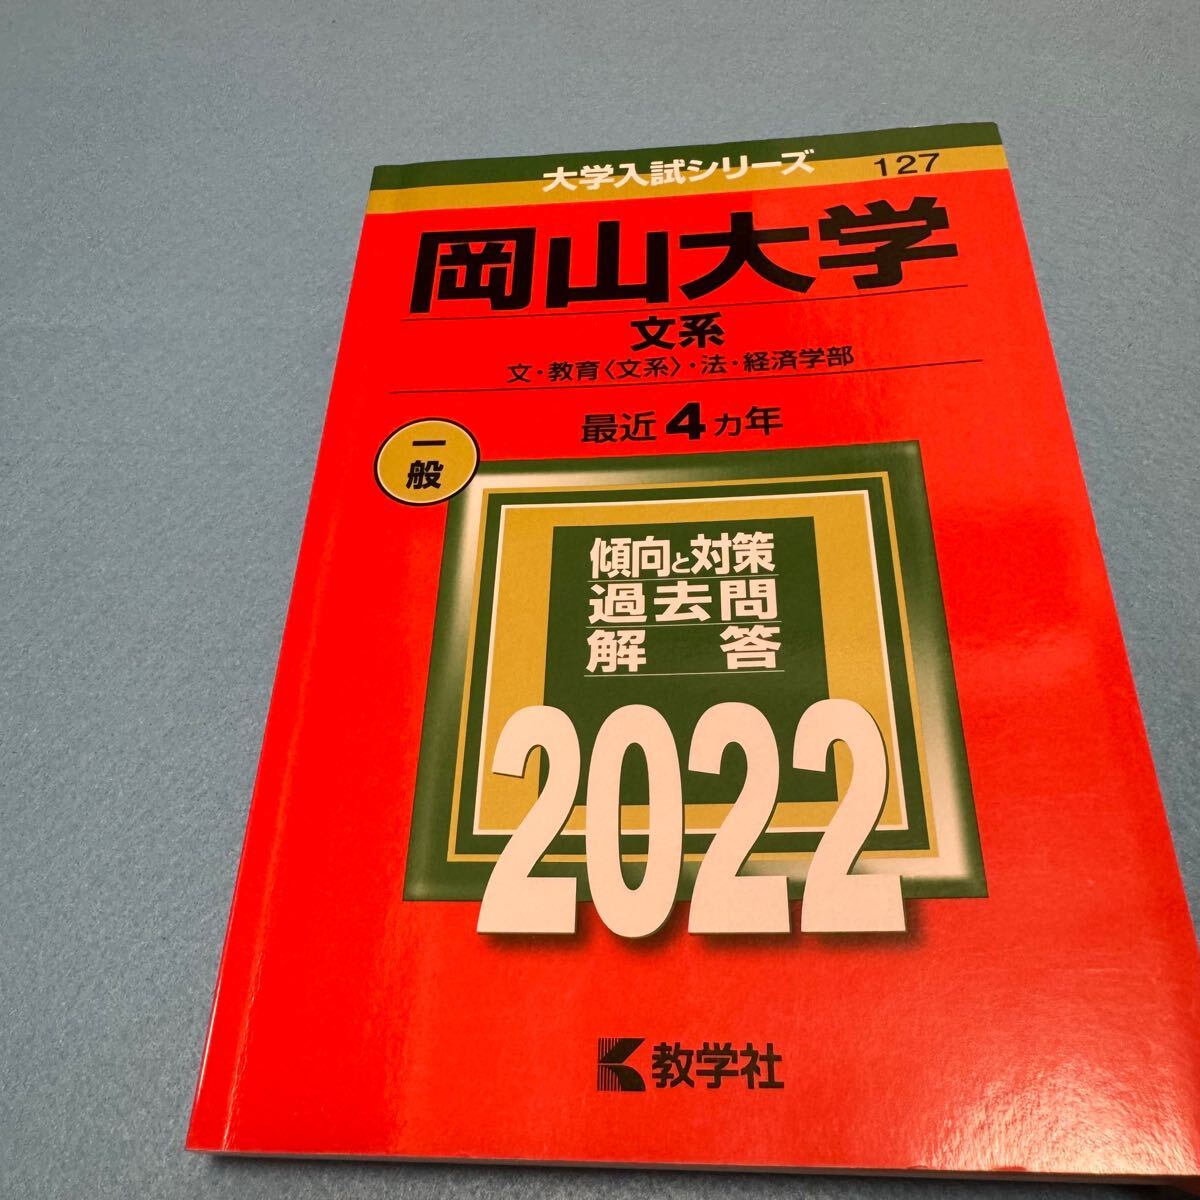 大学入試シリーズ 127
岡山大学
文系
文・教育〈文系〉・法・経済学部
最近4カ年
一般
傾向と対策
過去問
解答
2022
教学社